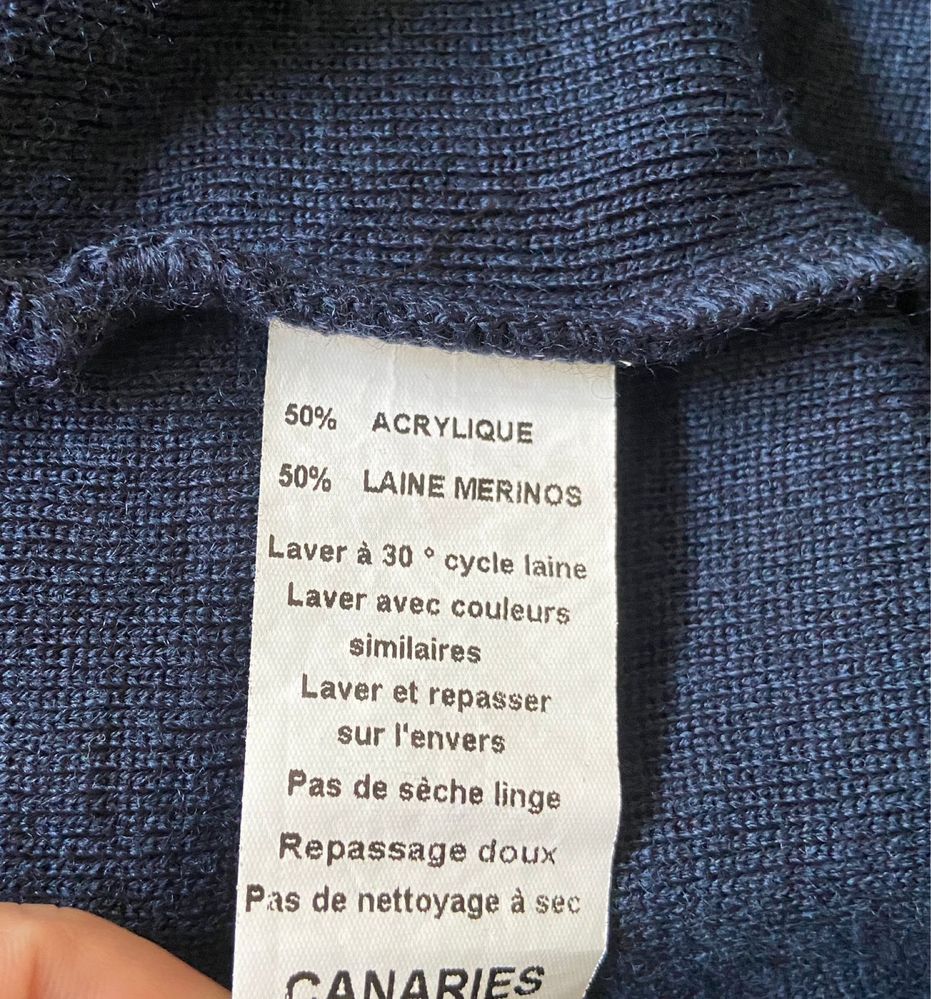 50% ACRYLIQUE
50% LAINE MERINOS
Laver à 30 ° cycle laine
Laver avec couleurs
similaires
Laver et repasser
sur l'envers
Pas de sèche linge
Repassage doux
Pas de nettoyage à sec
CANARIES